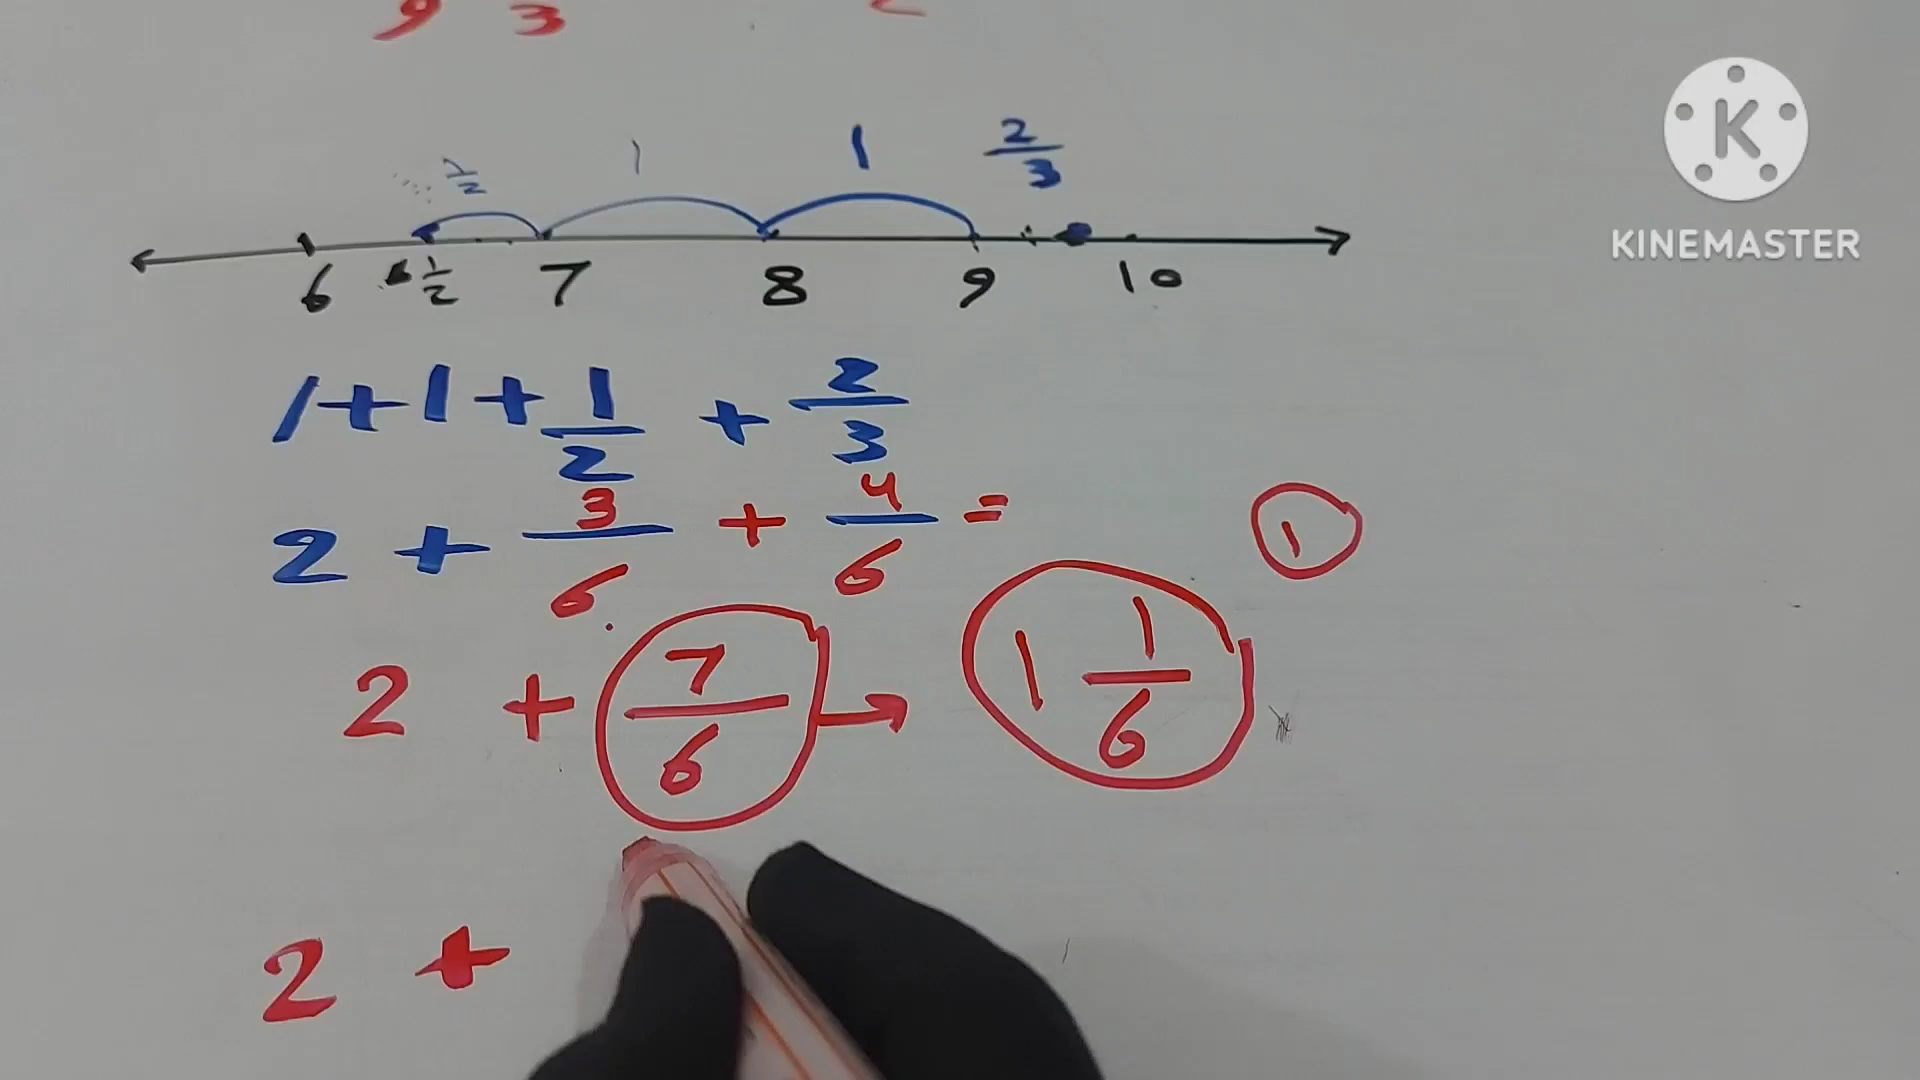 9 3 2
1/2 1 1 2/3
6 6 1/2 7 8 9 10
1 + 1 + 1/2 + 2/3
2 + 3/6 + 4/6 =
1
2 + 7/6 → 1 1/6
2 +
K
KINEMASTER